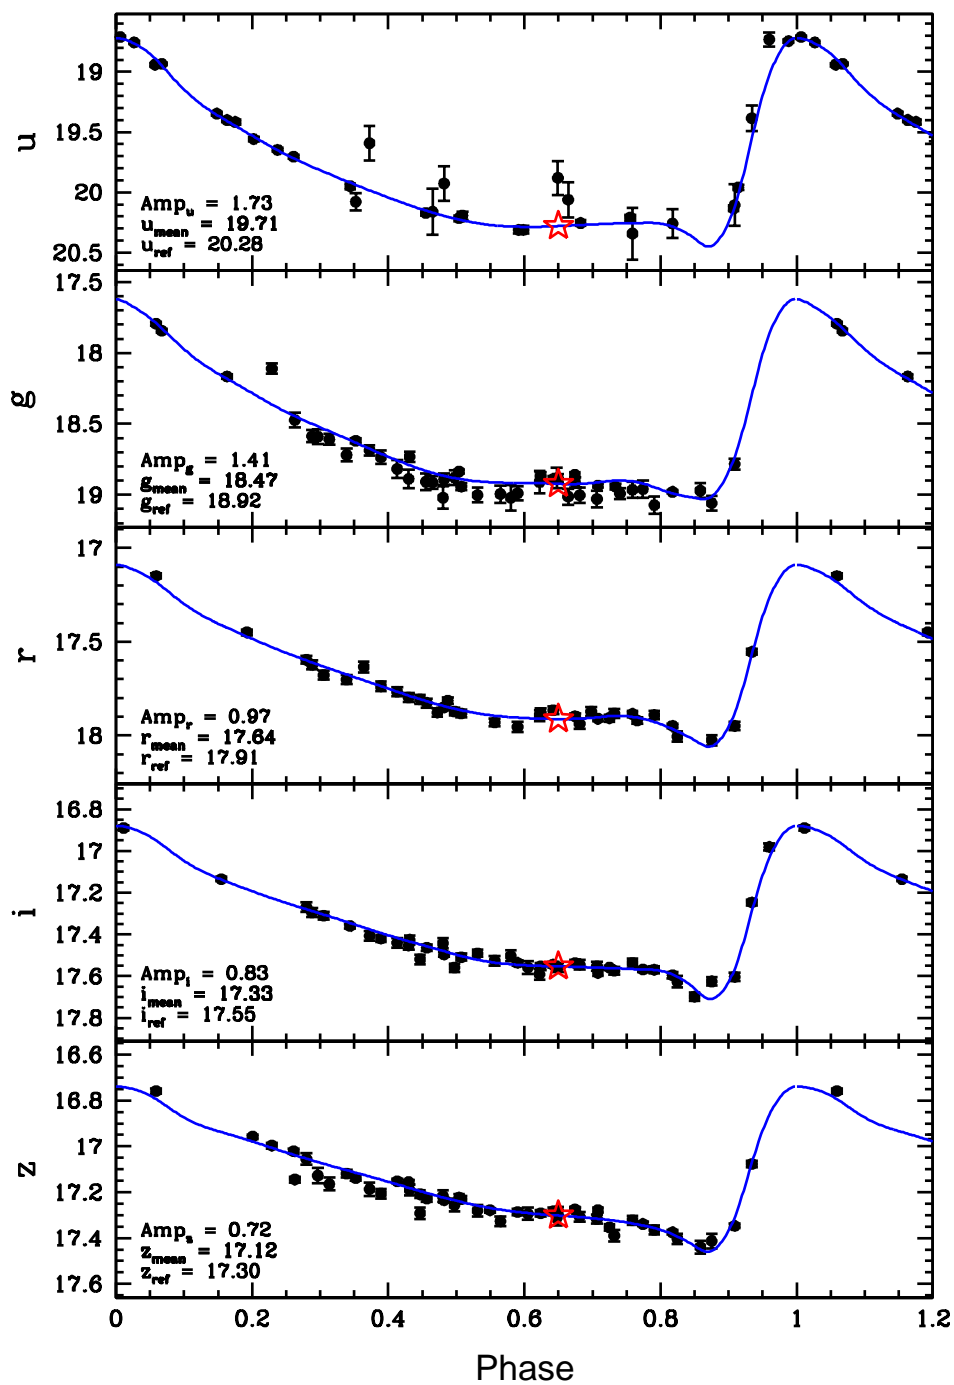 19
19.5
20
20.5
u
Amp_u = 1.73
u_mean = 19.71
u_ref = 20.28
17.5
18
18.5
19
g
Amp_g = 1.41
g_mean = 18.47
g_ref = 18.92
17
17.5
18
r
Amp_r = 0.97
r_mean = 17.64
r_ref = 17.91
16.8
17
17.2
17.4
17.6
17.8
i
Amp_i = 0.83
i_mean = 17.33
i_ref = 17.55
16.6
16.8
17
17.2
17.4
17.6
z
Amp_z = 0.72
z_mean = 17.12
z_ref = 17.30
0 0.2 0.4 0.6 0.8 1 1.2
Phase